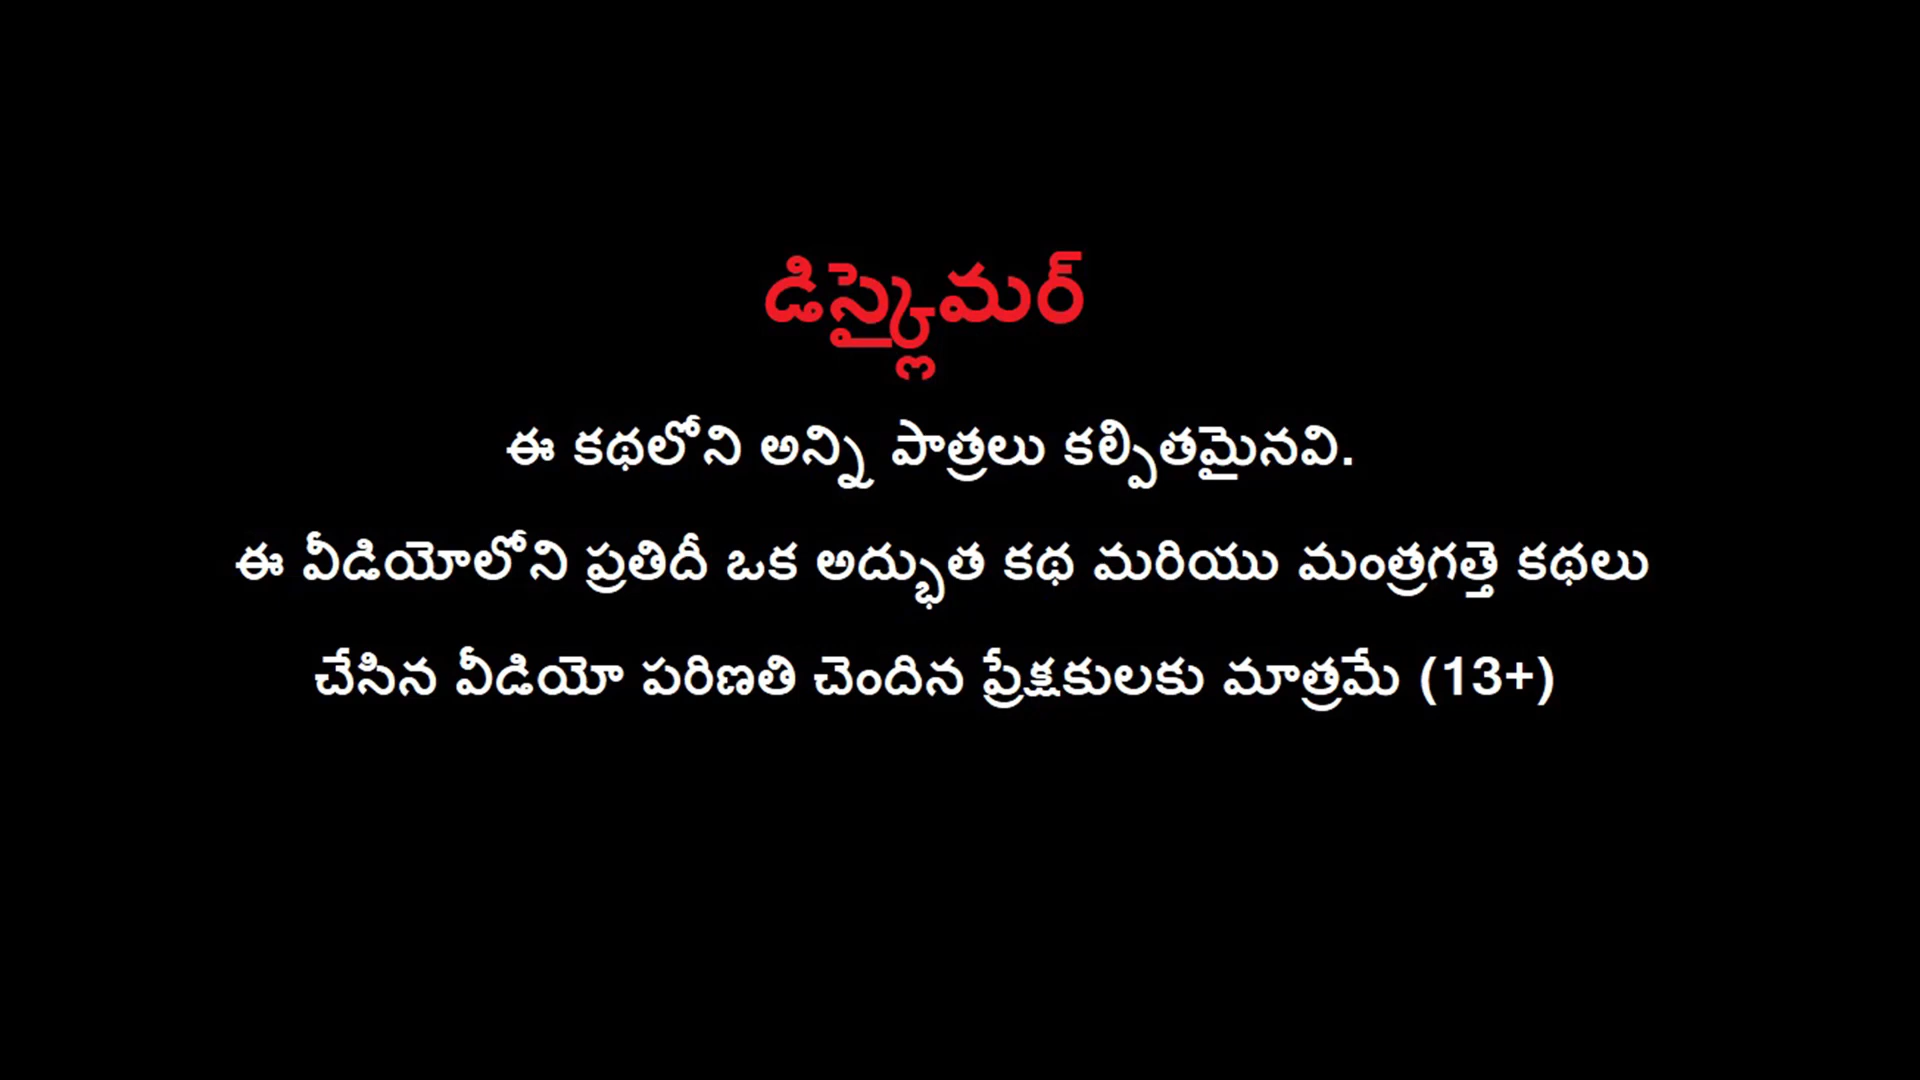 డిస్క్లైమర్
ఈ కథలోని అన్ని పాత్రలు కల్పితమైనవి.
ఈ వీడియోలోని ప్రతిదీ ఒక అద్భుత కథ మరియు మంత్రగత్తె కథలు
చేసిన వీడియో పరిణతి చెందిన ప్రేక్షకులకు మాత్రమే (13+)